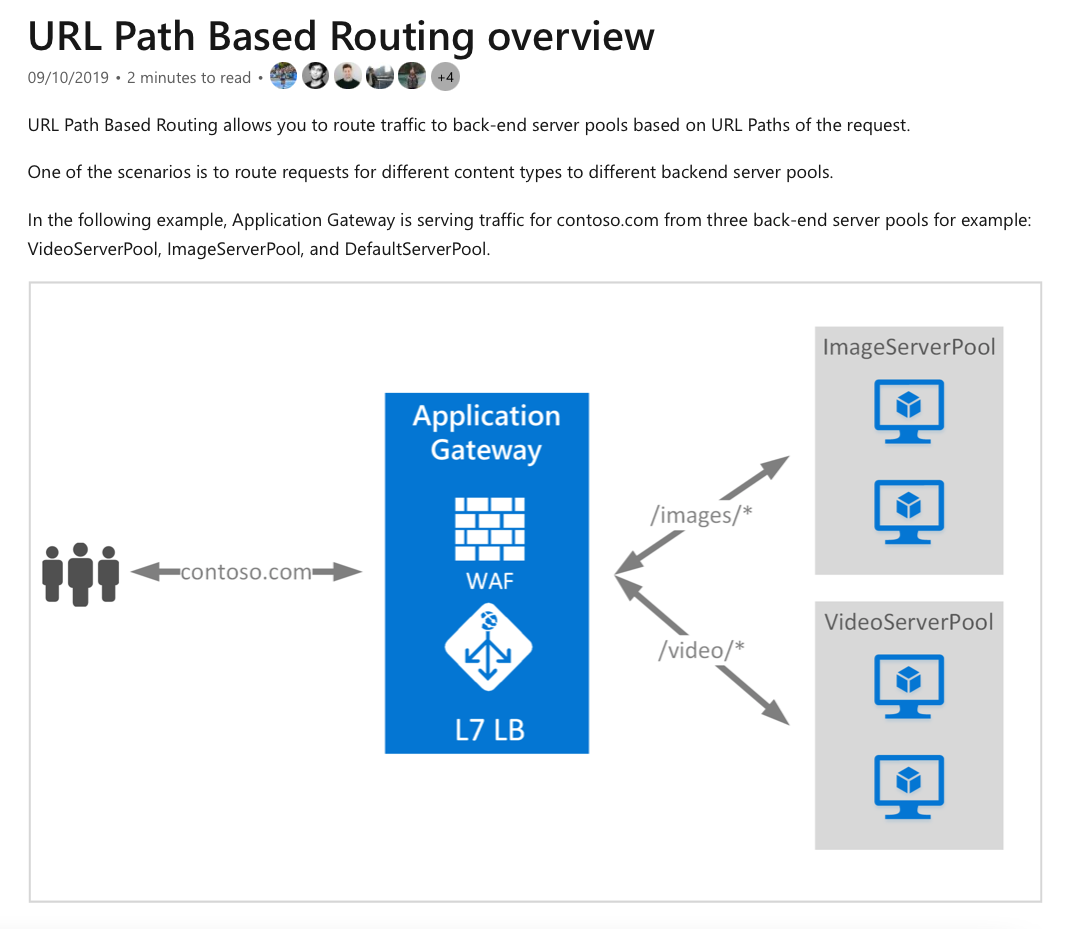 URL Path Based Routing overview
09/10/2019 • 2 minutes to read • +4
URL Path Based Routing allows you to route traffic to back-end server pools based on URL Paths of the request.
One of the scenarios is to route requests for different content types to different backend server pools.
In the following example, Application Gateway is serving traffic for contoso.com from three back-end server pools for example:
VideoServerPool, ImageServerPool, and DefaultServerPool.
contoso.com
Application
Gateway
WAF
L7 LB
/images/*
/video/*
ImageServerPool
VideoServerPool